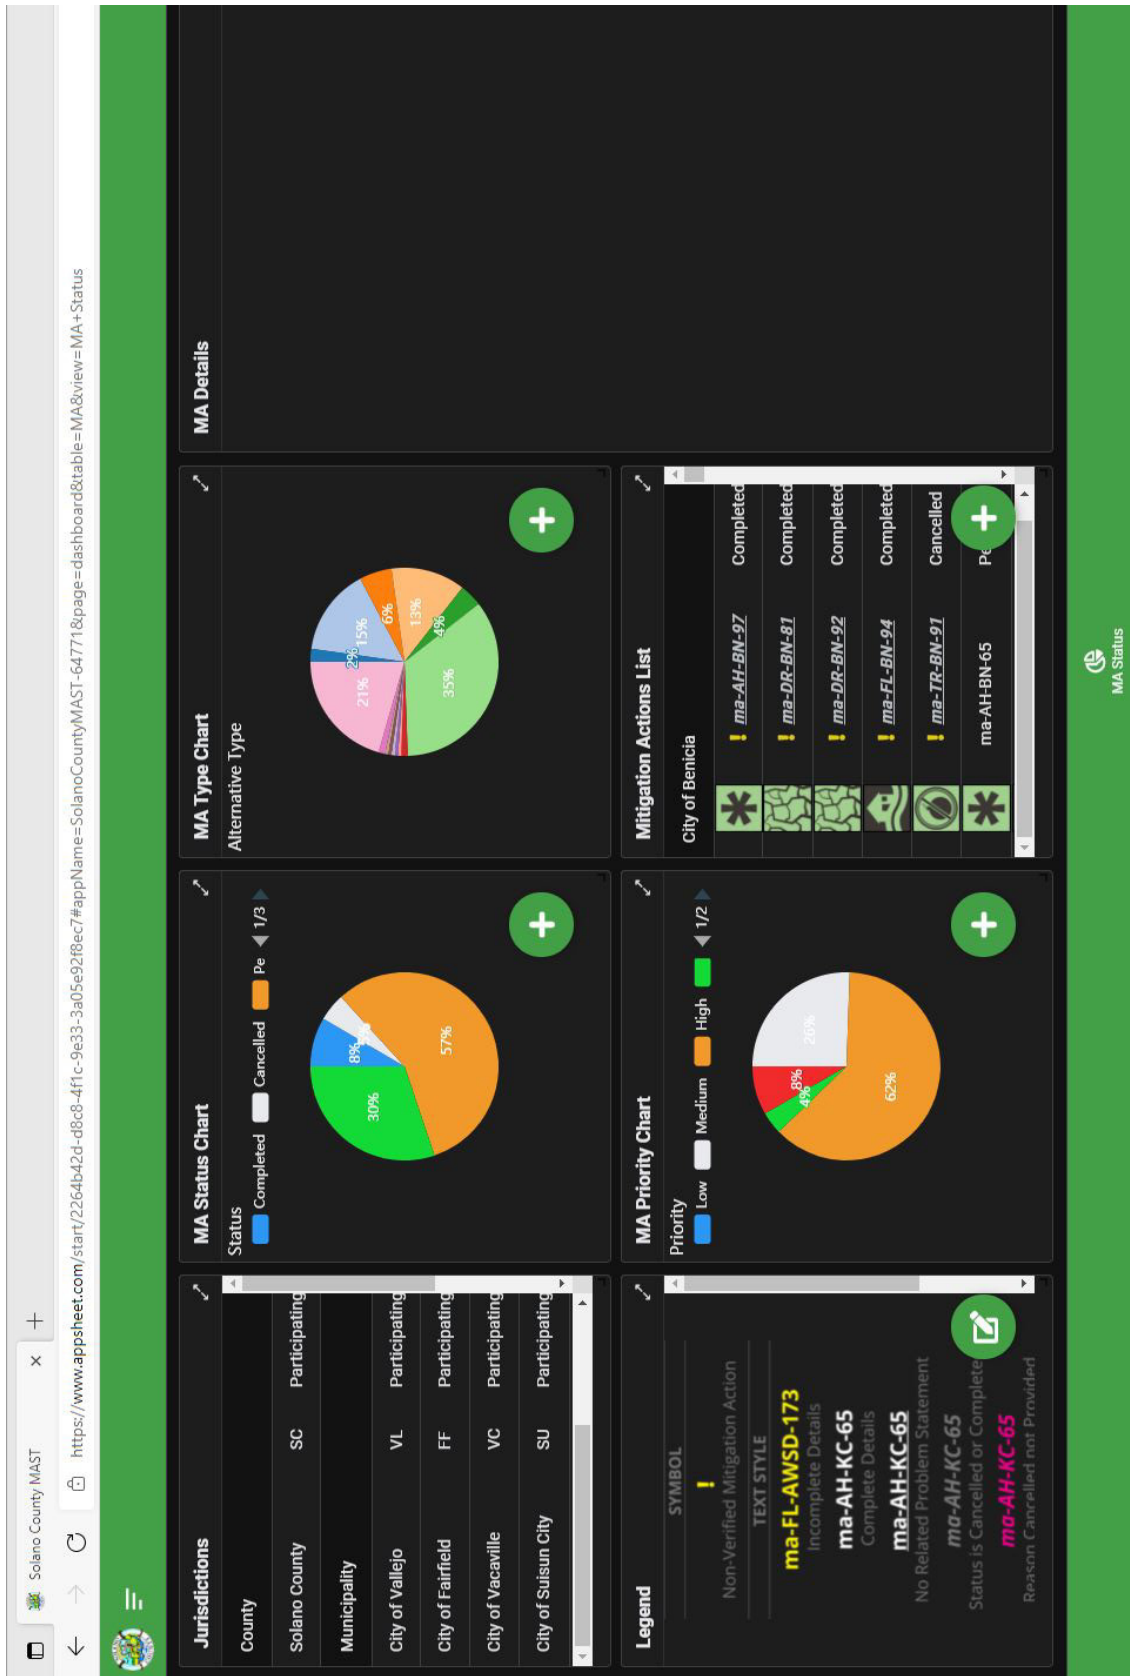 Solano County MAST
https://www.appsheet.com/start/2264b42d-d8c8-4f1c-9e33-3a05e92f8ec7#appName=SolanoCountyMAST-64771&page=dashboard&table=MA&view=MA+Status
Jurisdictions
County
Solano County SC Participating
Municipality
City of Vallejo VL Participating
City of Fairfield FF Participating
City of Vacaville VC Participating
City of Suisun City SU Participating
MA Status Chart
Status
Completed Cancelled Pe 1/3
8%
57%
30%
MA Type Chart
Alternative Type
2%
15%
6%
13%
4%
35%
21%
MA Details
Legend
SYMBOL
!
Non-Verified Mitigation Action
TEXT STYLE
ma-FL-AWSD-173
Incomplete Details
ma-AH-KC-65
Complete Details
ma-AH-KC-65
No Related Problem Statement
ma-AH-KC-65
Status is Cancelled or Complete
ma-AH-KC-65
Reason Cancelled not Provided
MA Priority Chart
Priority
Low Medium High 1/2
26%
62%
4%
8%
Mitigation Actions List
City of Benicia
! ma-AH-BN-97 Completed
! ma-DR-BN-81 Completed
! ma-DR-BN-92 Completed
! ma-FL-BN-94 Completed
! ma-TR-BN-91 Cancelled
ma-AH-BN-65 Pe
MA Status